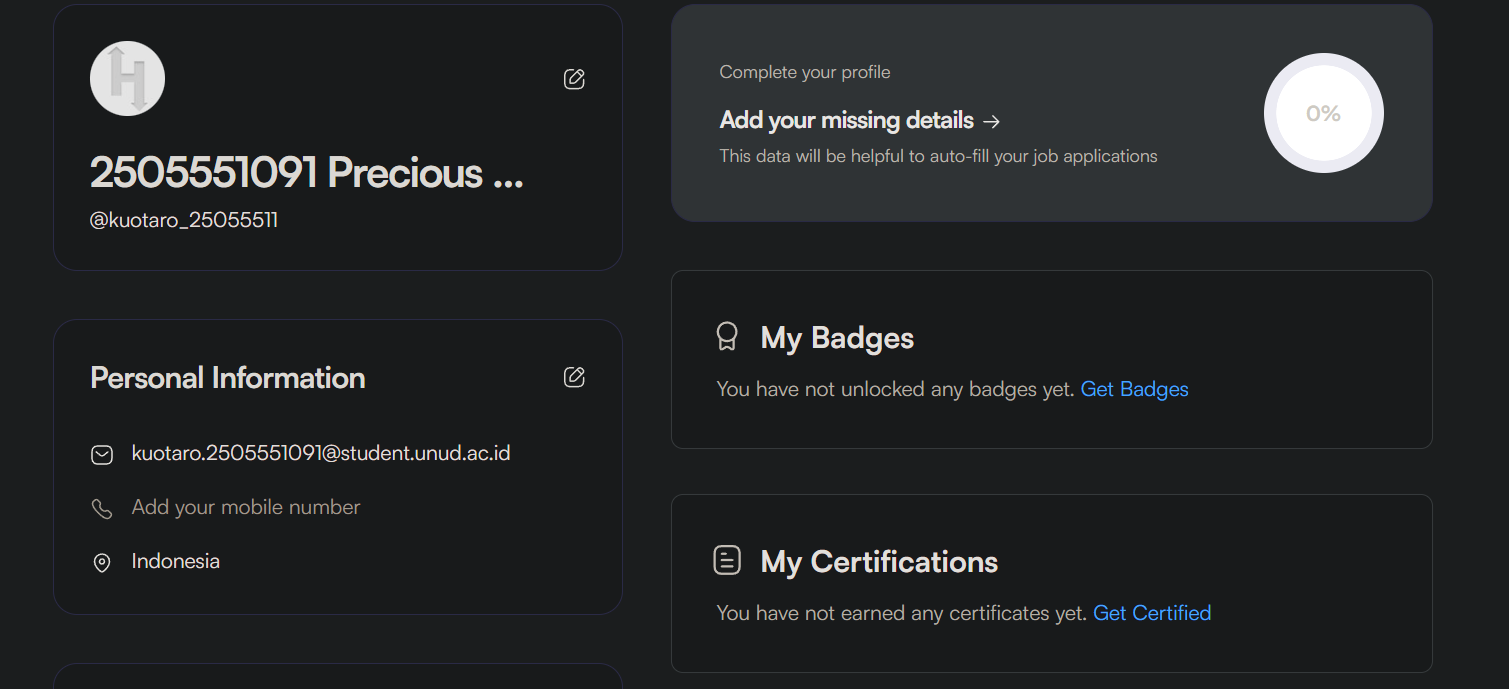 H
2505551091 Precious ...
@kuotaro_25055511
Personal Information
kuotaro.2505551091@student.unud.ac.id
Add your mobile number
Indonesia
Complete your profile
Add your missing details →
This data will be helpful to auto-fill your job applications
0%
My Badges
You have not unlocked any badges yet. Get Badges
My Certifications
You have not earned any certificates yet. Get Certified